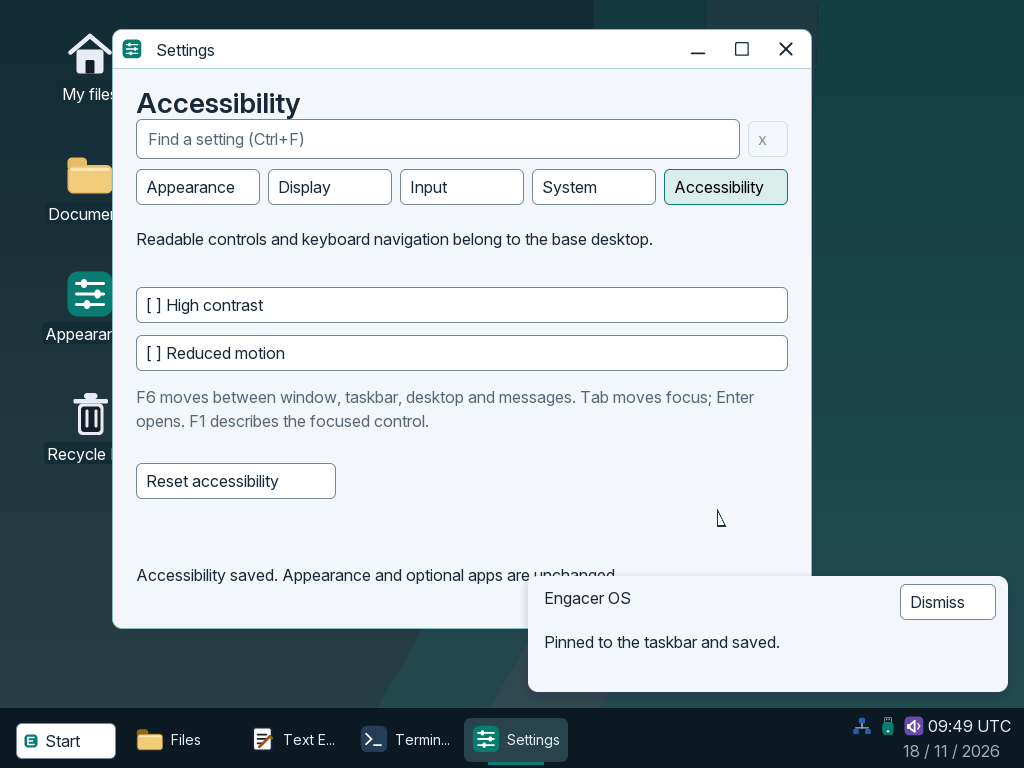 Settings
My files
Accessibility
Find a setting (Ctrl+F)
x
Appearance
Display
Input
System
Accessibility
Readable controls and keyboard navigation belong to the base desktop.
[ ] High contrast
[ ] Reduced motion
F6 moves between window, taskbar, desktop and messages. Tab moves focus; Enter
opens. F1 describes the focused control.
Recycle
Reset accessibility
Accessibility saved. Appearance and optional apps are unchanged.
Engacer OS
Dismiss
Pinned to the taskbar and saved.
Start
Files
Text E...
Termin...
Settings
09:49 UTC
18 / 11 / 2026